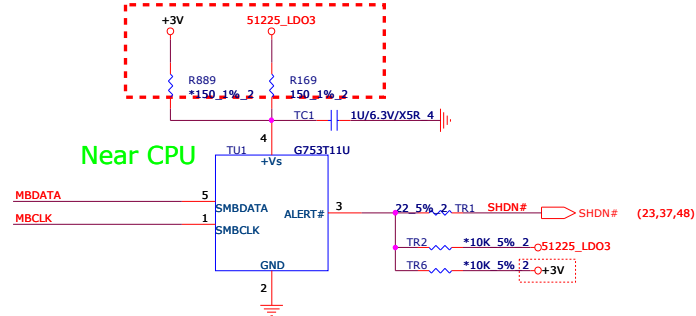 +3V 51225_LDO3
R889 R169
*150_1%_2 150_1%_2
TC1 1U/6.3V/X5R_4
4
Near CPU TU1 G753T11U
+Vs
MBDATA 5 SMBDATA
ALERT# 3 22_5%_2 TR1 SHDN# SHDN# (23,37,48)
MBCLK 1 SMBCLK
TR2 *10K_5%_2 51225_LDO3
GND TR6 *10K_5%_2 +3V
2